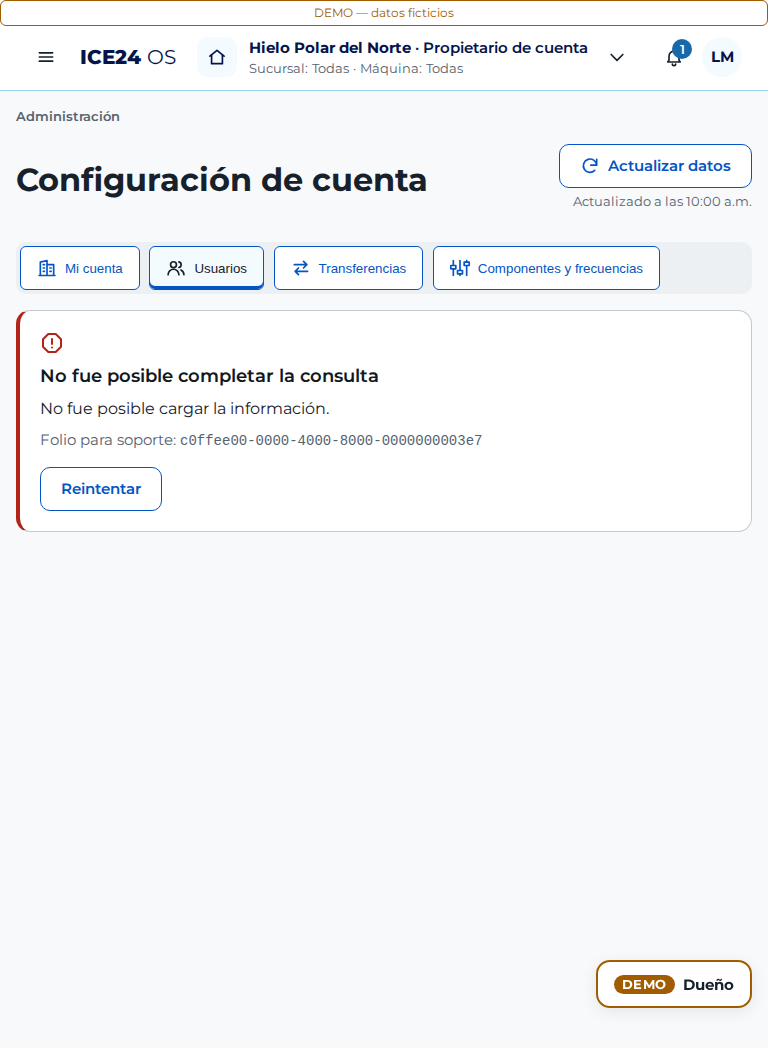 DEMO — datos ficticios
ICE24 OS
Hielo Polar del Norte · Propietario de cuenta
Sucursal: Todas · Máquina: Todas
1
LM
Administración
Configuración de cuenta
Actualizar datos
Actualizado a las 10:00 a.m.
Mi cuenta
Usuarios
Transferencias
Componentes y frecuencias
No fue posible completar la consulta
No fue posible cargar la información.
Folio para soporte: c0ffee00-0000-4000-8000-0000000003e7
Reintentar
DEMO Dueño